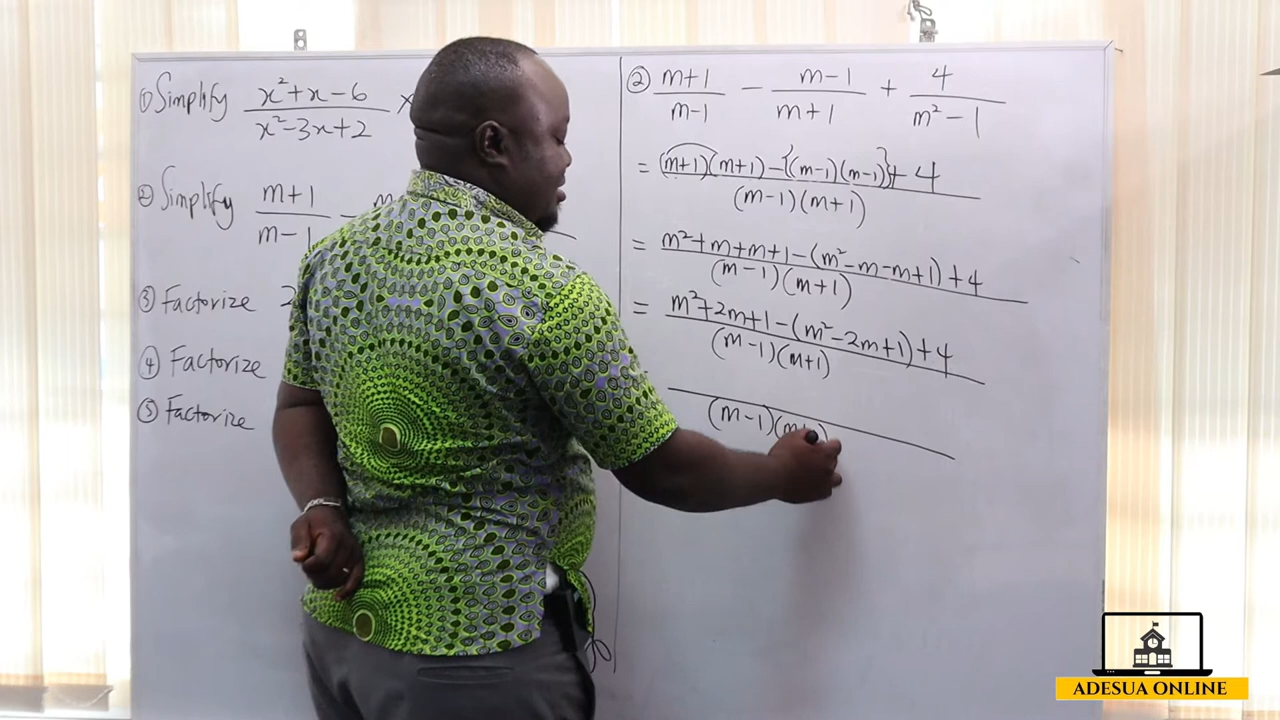 ① Simplify x²+x-6 / x²-3x+2 ×
② Simplify m+1 / m-1 - m
③ Factorize 2
④ Factorize
⑤ Factorize
② m+1 / m-1 - m-1 / m+1 + 4 / m²-1
= (m+1)(m+1)-{(m-1)(m-1)}+4 / (m-1)(m+1)
= m²+m+m+1-(m²-m-m+1)+4 / (m-1)(m+1)
= m²+2m+1-(m²-2m+1)+4 / (m-1)(m+1)
(m-1)(m+
ADESUA ONLINE